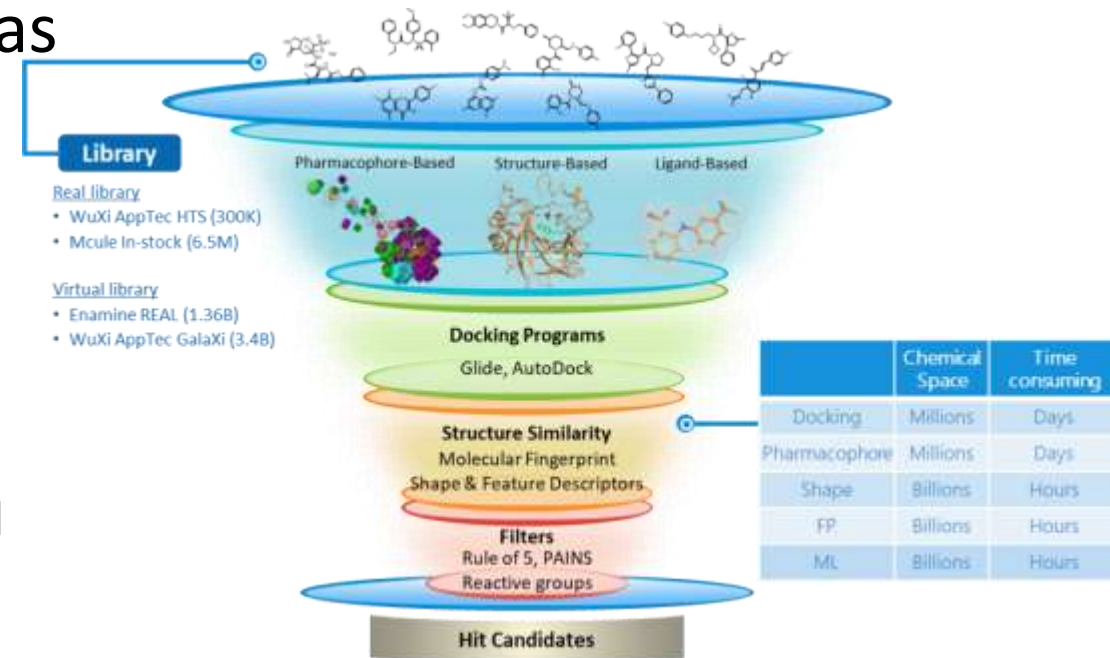 as
Library
Real library
• WuXi AppTec HTS (300K)
• Mcule In-stock (6.5M)
Virtual library
• Enamine REAL (1.36B)
• WuXi AppTec GalaXi (3.4B)
Pharmacophore-Based
Structure-Based
Ligand-Based
Docking Programs
Glide, AutoDock
Structure Similarity
Molecular Fingerprint
Shape & Feature Descriptors
Filters
Rule of 5, PAINS
Reactive groups
Hit Candidates
Chemical Space
Time consuming
Docking Millions Days
Pharmacophore Millions Days
Shape Billions Hours
FP Billions Hours
ML Billions Hours